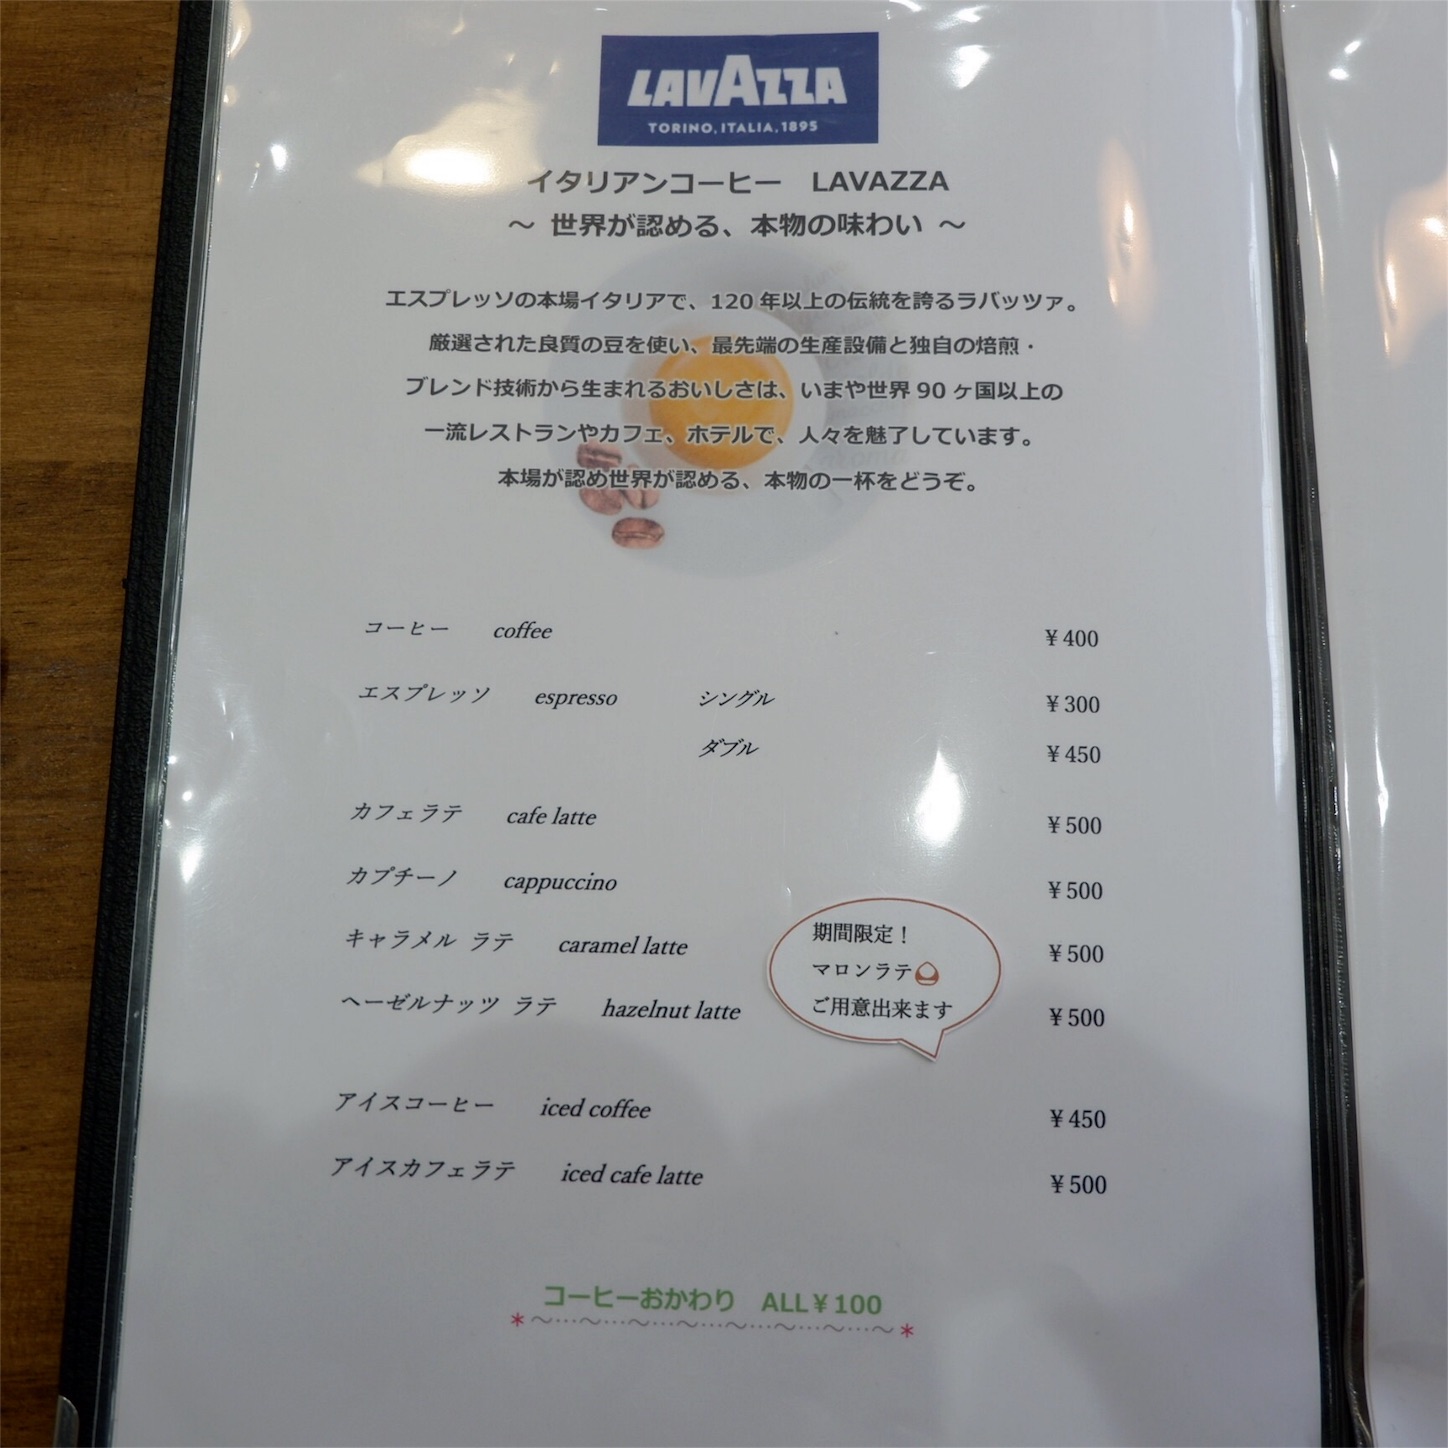 LAVAZZA
TORINO, ITALIA, 1895
イタリアンコーヒー　LAVAZZA
～ 世界が認める、本物の味わい ～
エスプレッソの本場イタリアで、120 年以上の伝統を誇るラバッツァ。
厳選された良質の豆を使い、最先端の生産設備と独自の焙煎・
ブレンド技術から生まれるおいしさは、いまや世界 90 ヶ国以上の
一流レストランやカフェ、ホテルで、人々を魅了しています。
本場が認め世界が認める、本物の一杯をどうぞ。
コーヒー coffee ￥400
エスプレッソ espresso シングル ￥300
ダブル ￥450
カフェラテ cafe latte ￥500
カプチーノ cappuccino ￥500
キャラメル ラテ caramel latte ￥500
ヘーゼルナッツ ラテ hazelnut latte ￥500
期間限定！
マロンラテ
ご用意出来ます
アイスコーヒー iced coffee ￥450
アイスカフェラテ iced cafe latte ￥500
コーヒーおかわり　ALL￥100